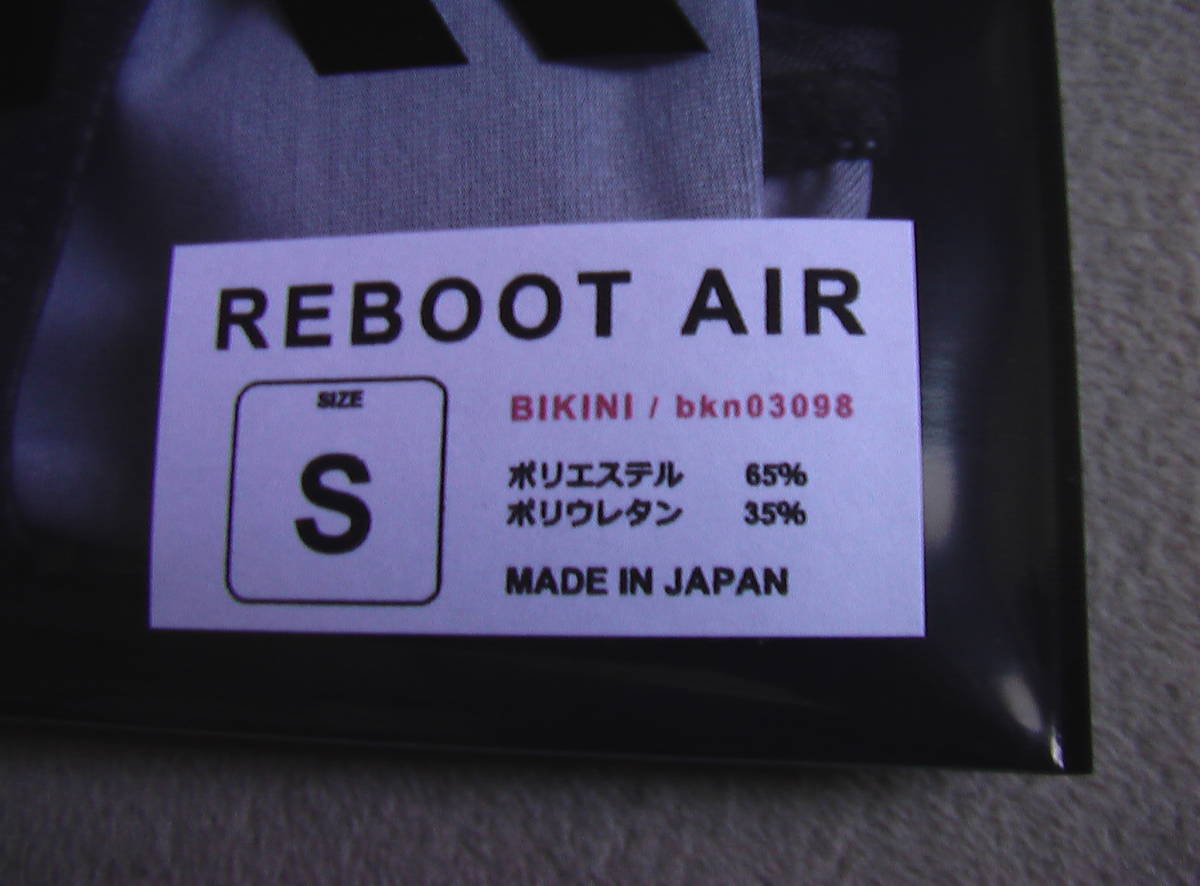 REBOOT AIR
SIZE
S
BIKINI / bkn03098
ポリエステル 65%
ポリウレタン 35%
MADE IN JAPAN